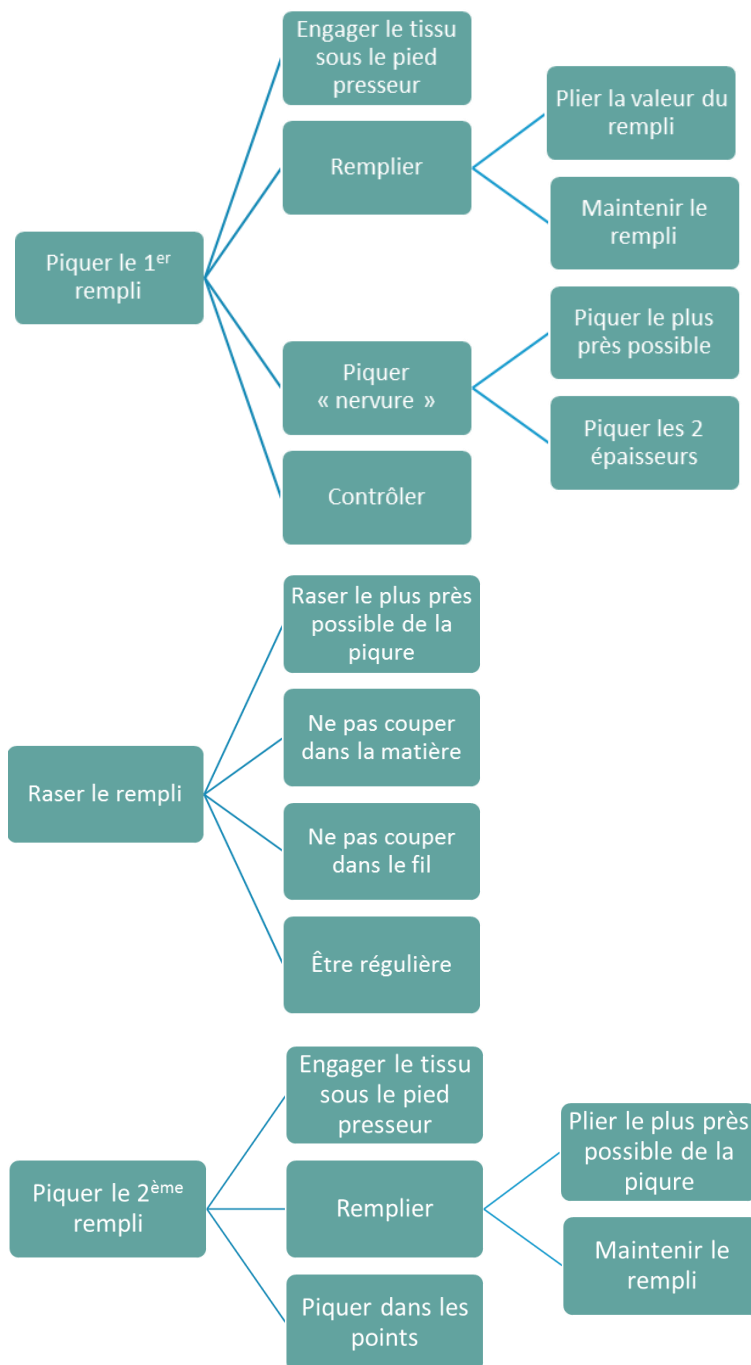 Piquer le 1er
rempli
Engager le tissu
sous le pied
presseur
Remplier
Plier la valeur du
rempli
Maintenir le
rempli
Piquer
« nervure »
Piquer le plus
près possible
Piquer les 2
épaisseurs
Contrôler
Raser le rempli
Raser le plus près
possible de la
piqure
Ne pas couper
dans la matière
Ne pas couper
dans le fil
Être régulière
Piquer le 2ème
rempli
Engager le tissu
sous le pied
presseur
Remplier
Plier le plus près
possible de la
piqure
Maintenir le
rempli
Piquer dans les
points